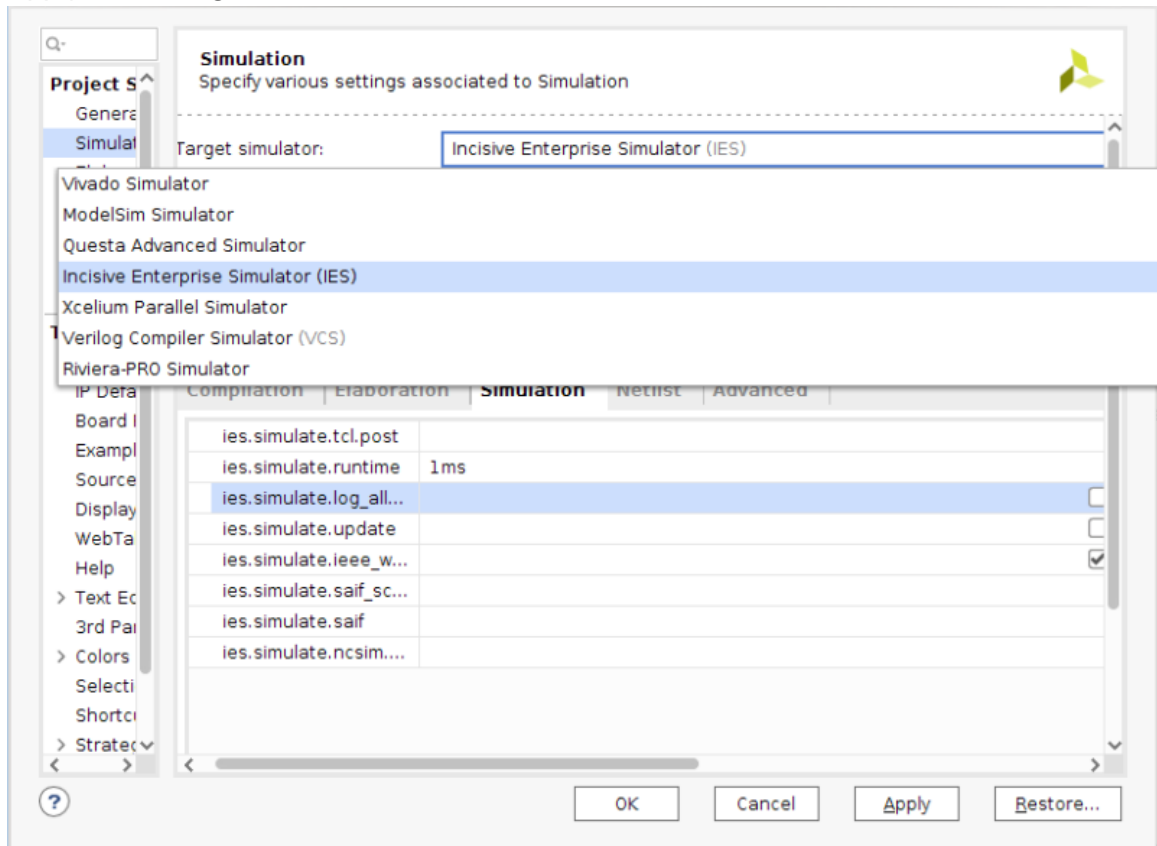 Simulation
Specify various settings associated to Simulation
Project S
Genera
Simulat
Target simulator:
Incisive Enterprise Simulator (IES)
Vivado Simulator
ModelSim Simulator
Questa Advanced Simulator
Incisive Enterprise Simulator (IES)
Xcelium Parallel Simulator
Verilog Compiler Simulator (VCS)
Riviera-PRO Simulator
IP Defa
Board I
Exampl
Source
Display
WebTa
Help
> Text Ed
3rd Par
> Colors
Selecti
Shortcu
> Strateg
Compilation Elaboration Simulation Netlist Advanced
ies.simulate.tcl.post
ies.simulate.runtime 1ms
ies.simulate.log_all...
ies.simulate.update
ies.simulate.ieee_w...
ies.simulate.saif_sc...
ies.simulate.saif
ies.simulate.ncsim....
?
OK Cancel Apply Restore...